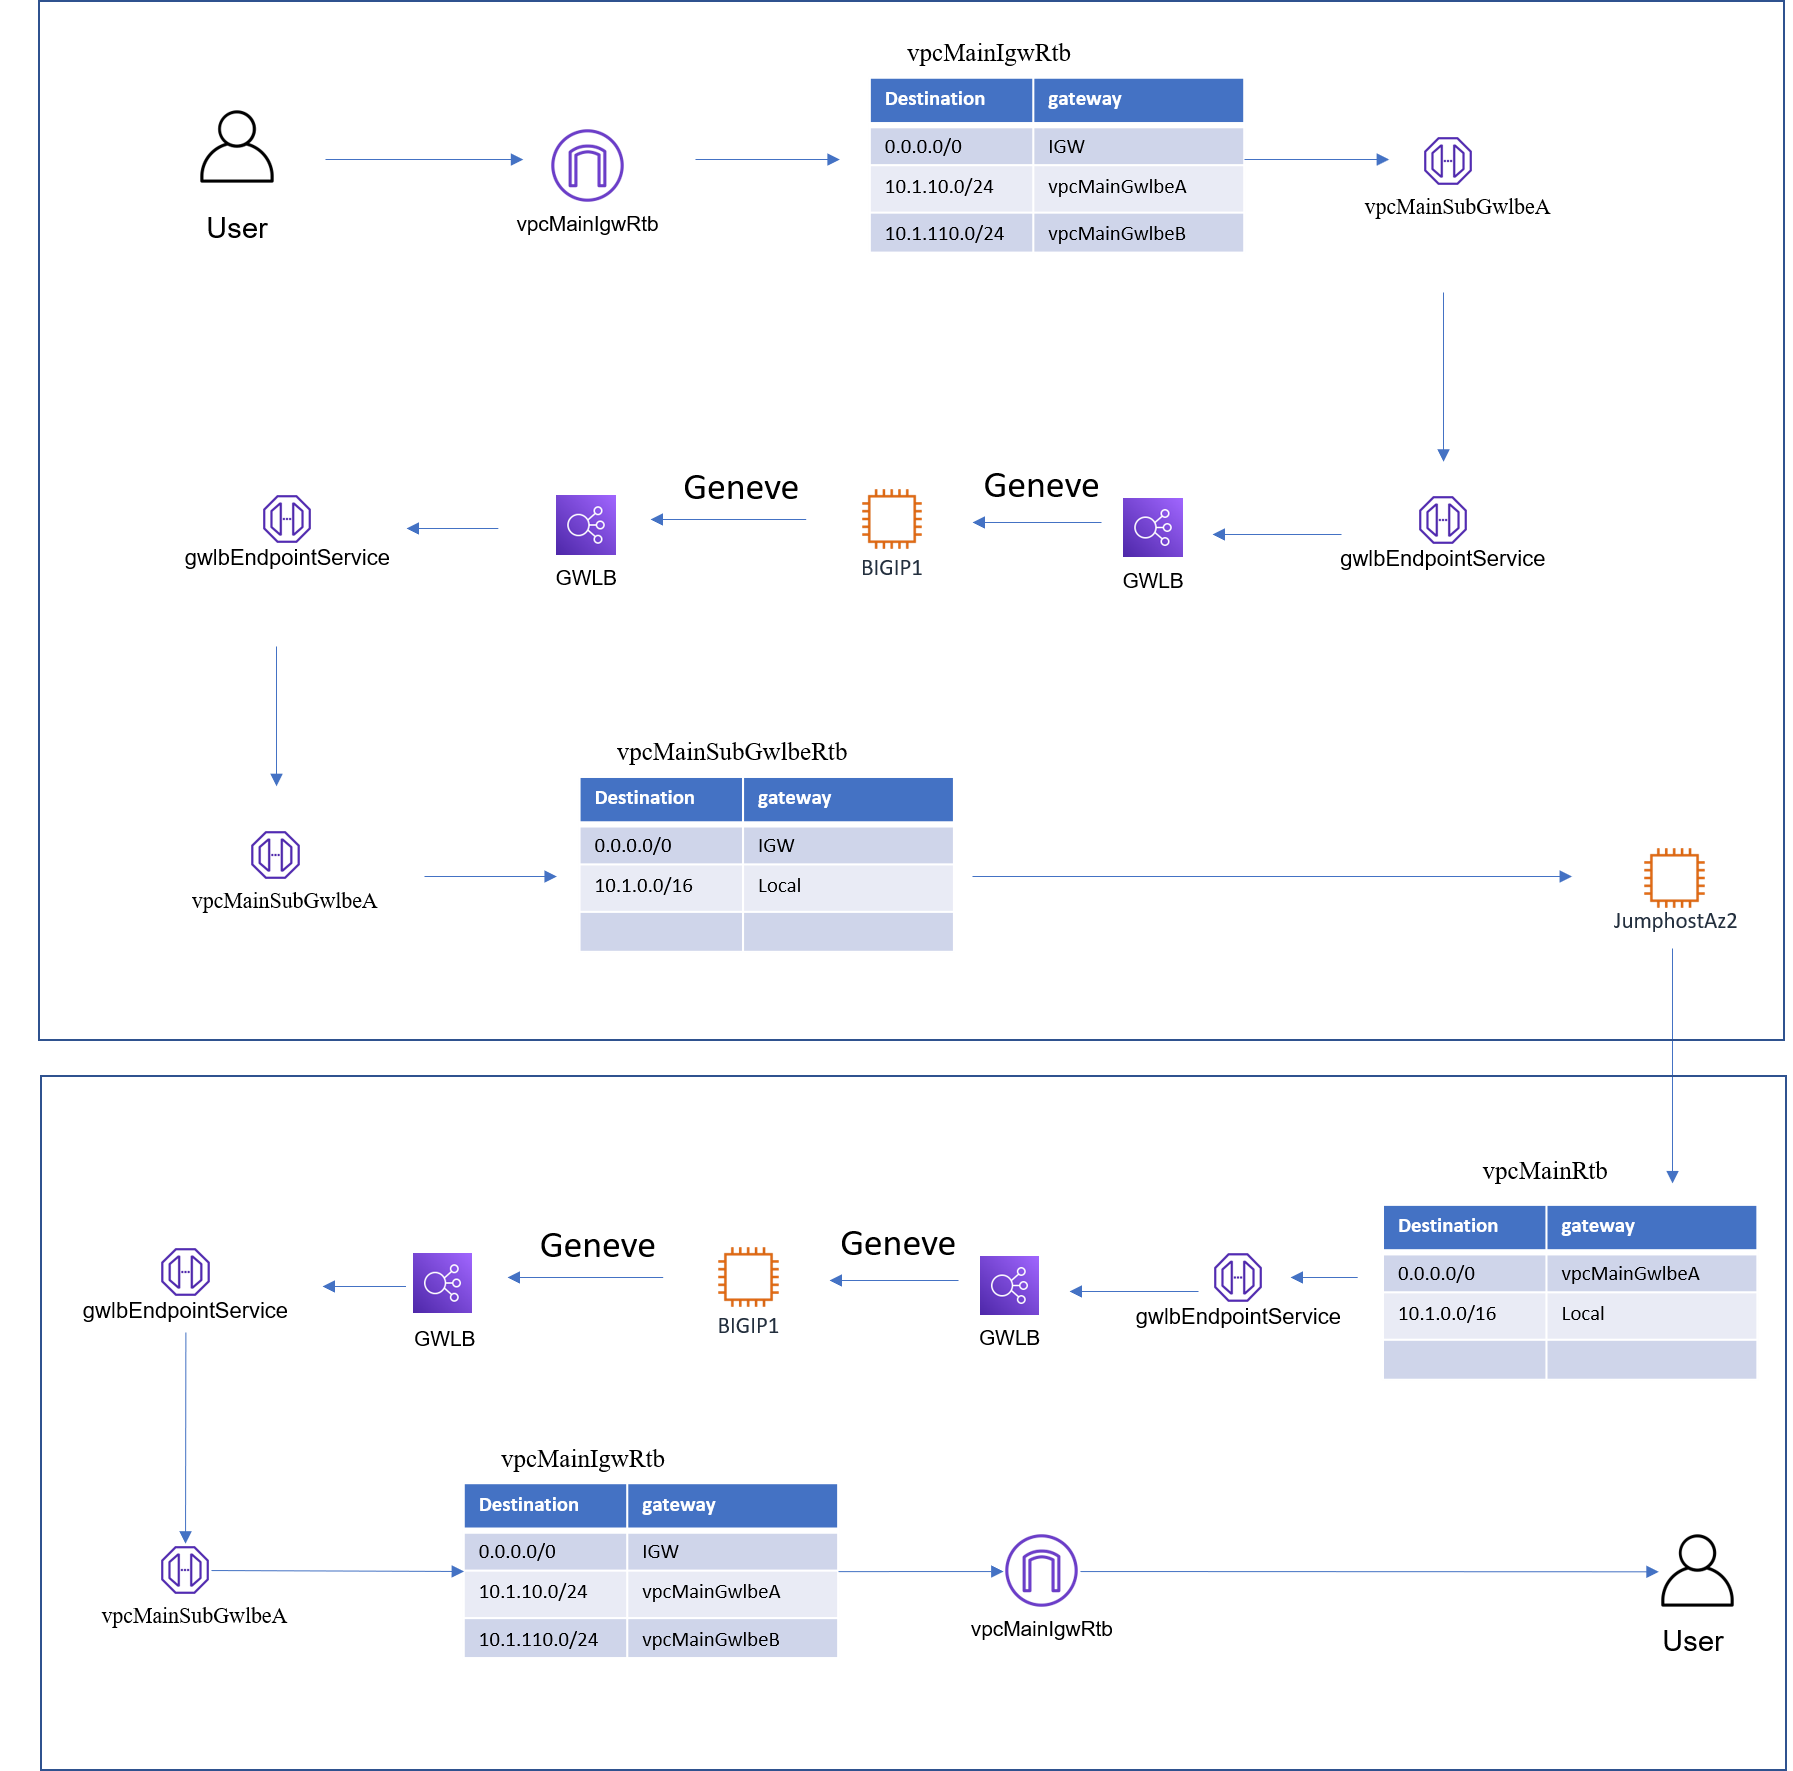 vpcMainIgwRtb
Destination gateway
0.0.0.0/0 IGW
10.1.10.0/24 vpcMainGwlbeA
10.1.110.0/24 vpcMainGwlbeB
User
vpcMainIgwRtb
vpcMainSubGwlbeA
Geneve
Geneve
gwlbEndpointService
GWLB
BIGIP1
GWLB
gwlbEndpointService
vpcMainSubGwlbeRtb
Destination gateway
0.0.0.0/0 IGW
10.1.0.0/16 Local
vpcMainSubGwlbeA
JumphostAz2
vpcMainRtb
Destination gateway
0.0.0.0/0 vpcMainGwlbeA
10.1.0.0/16 Local
Geneve
Geneve
gwlbEndpointService
GWLB
BIGIP1
GWLB
gwlbEndpointService
vpcMainIgwRtb
Destination gateway
0.0.0.0/0 IGW
10.1.10.0/24 vpcMainGwlbeA
10.1.110.0/24 vpcMainGwlbeB
vpcMainSubGwlbeA
vpcMainIgwRtb
User